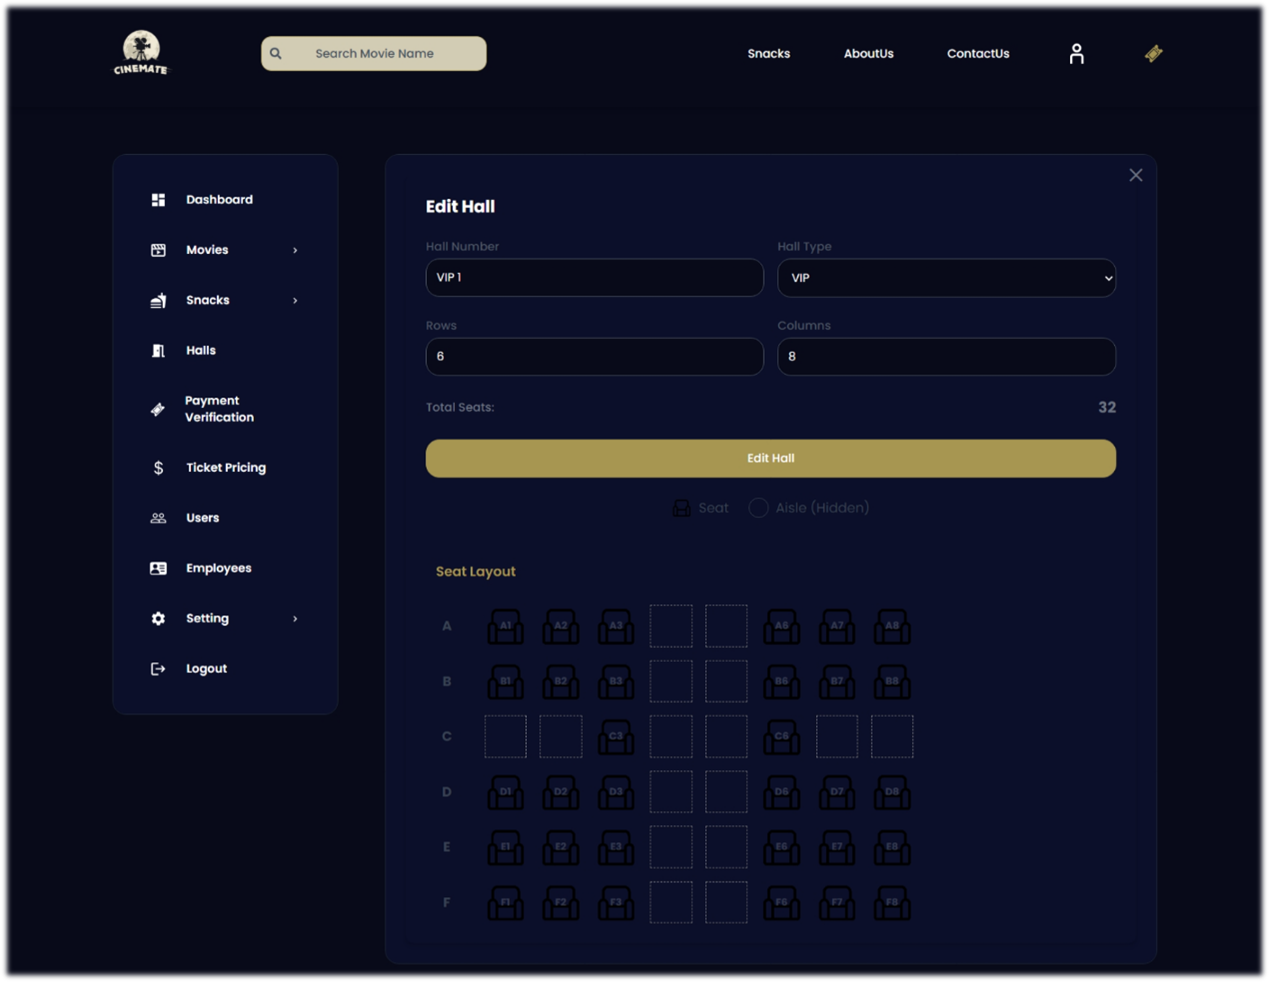 CINEMATE
Search Movie Name
Snacks
AboutUs
ContactUs
Dashboard
Movies
Snacks
Halls
Payment
Verification
Ticket Pricing
Users
Employees
Setting
Logout
Edit Hall
Hall Number
Hall Type
VIP 1
VIP
Rows
Columns
6
8
Total Seats:
32
Edit Hall
Seat
Aisle (Hidden)
Seat Layout
A A1 A2 A3 A6 A7 A8
B B1 B2 B3 B6 B7 B8
C C3 C6
D D1 D2 D3 D6 D7 D8
E E1 E2 E3 E6 E7 E8
F F1 F2 F3 F6 F7 F8